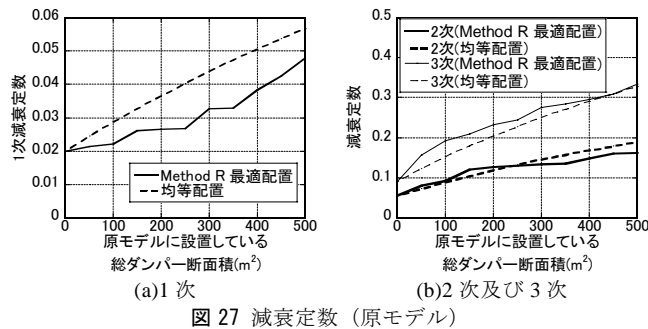 0.06
0.05
0.04
0.03
0.02
0.01
0
1次減衰定数
Method R 最適配置
均等配置
0 100 200 300 400 500
原モデルに設置している
総ダンパー断面積(m²)
(a)1 次
0.5
0.4
0.3
0.2
0.1
0
減衰定数
2次(Method R 最適配置)
2次(均等配置)
3次(Method R 最適配置)
3次(均等配置)
0 100 200 300 400 500
原モデルに設置している
総ダンパー断面積(m²)
(b)2 次及び 3 次
図 27 減衰定数（原モデル）